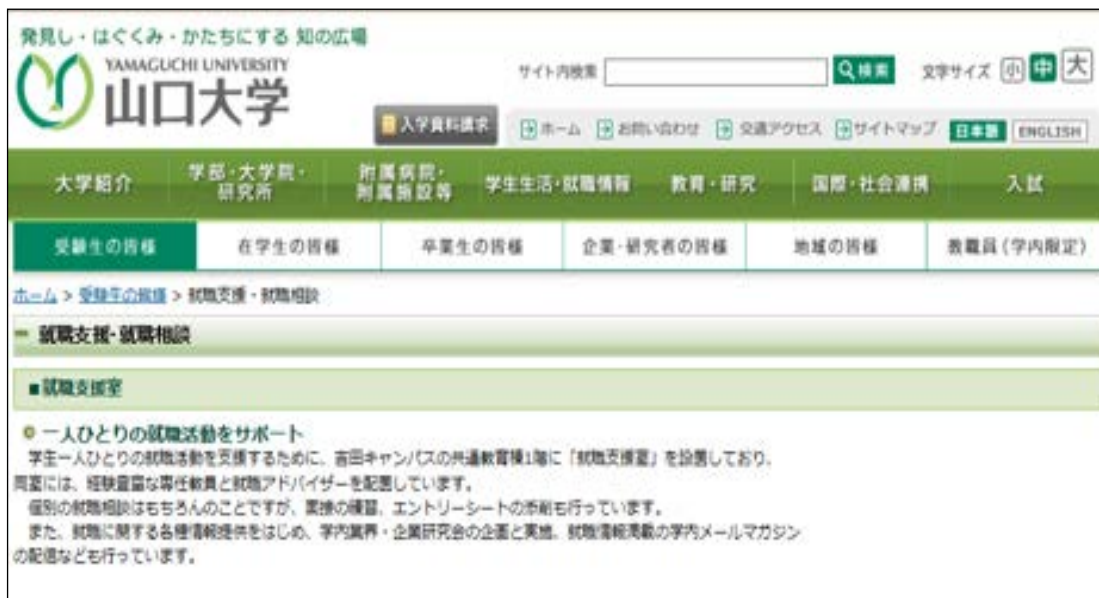 発見し・はぐくみ・かたちにする 知の広場
YAMAGUCHI UNIVERSITY
山口大学
サイト内検索 検索 文字サイズ 小 中 大
入学資料請求 ホーム お問い合わせ 交通アクセス サイトマップ 日本語 ENGLISH
大学紹介 学部・大学院・研究所 附属病院・附属施設等 学生生活・就職情報 教育・研究 国際・社会連携 入試
受験生の皆様 在学生の皆様 卒業生の皆様 企業・研究者の皆様 地域の皆様 教職員(学内限定)
ホーム > 受験生の皆様 > 就職支援・就職相談
就職支援・就職相談
■就職支援室
一人ひとりの就職活動をサポート
学生一人ひとりの就職活動を支援するために、吉田キャンパスの共通教育棟1階に「就職支援室」を設置しており、
同室には、経験豊富な専任教員と就職アドバイザーを配置しています。
個別の就職相談はもちろんのことですが、面接の練習、エントリーシートの添削も行っています。
また、就職に関する各種情報提供をはじめ、学内業界・企業研究会の企画と実施、就職情報満載の学内メールマガジン
の配信なども行っています。